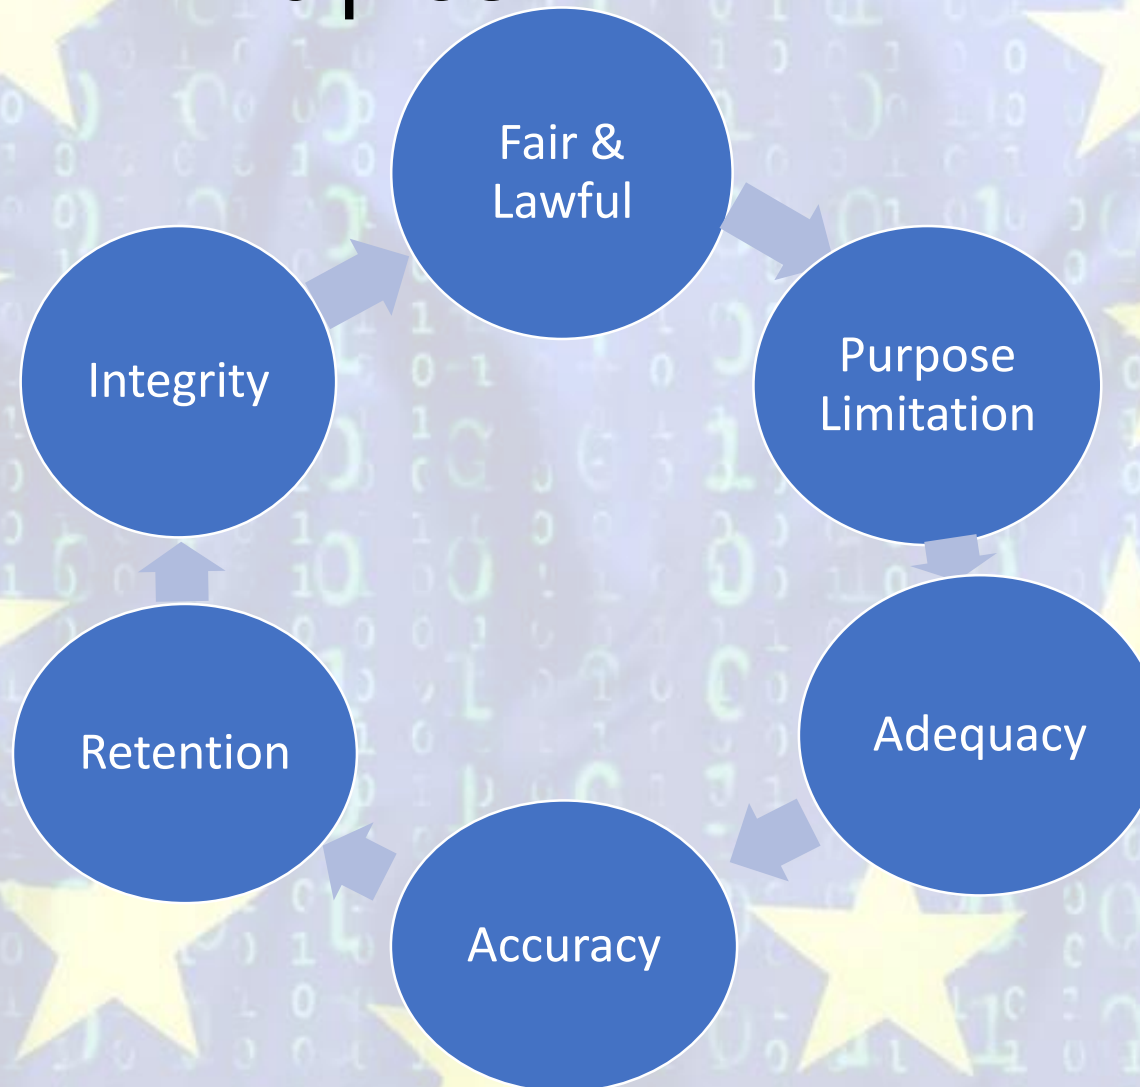 Fair &
Lawful
Purpose
Limitation
Adequacy
Accuracy
Retention
Integrity